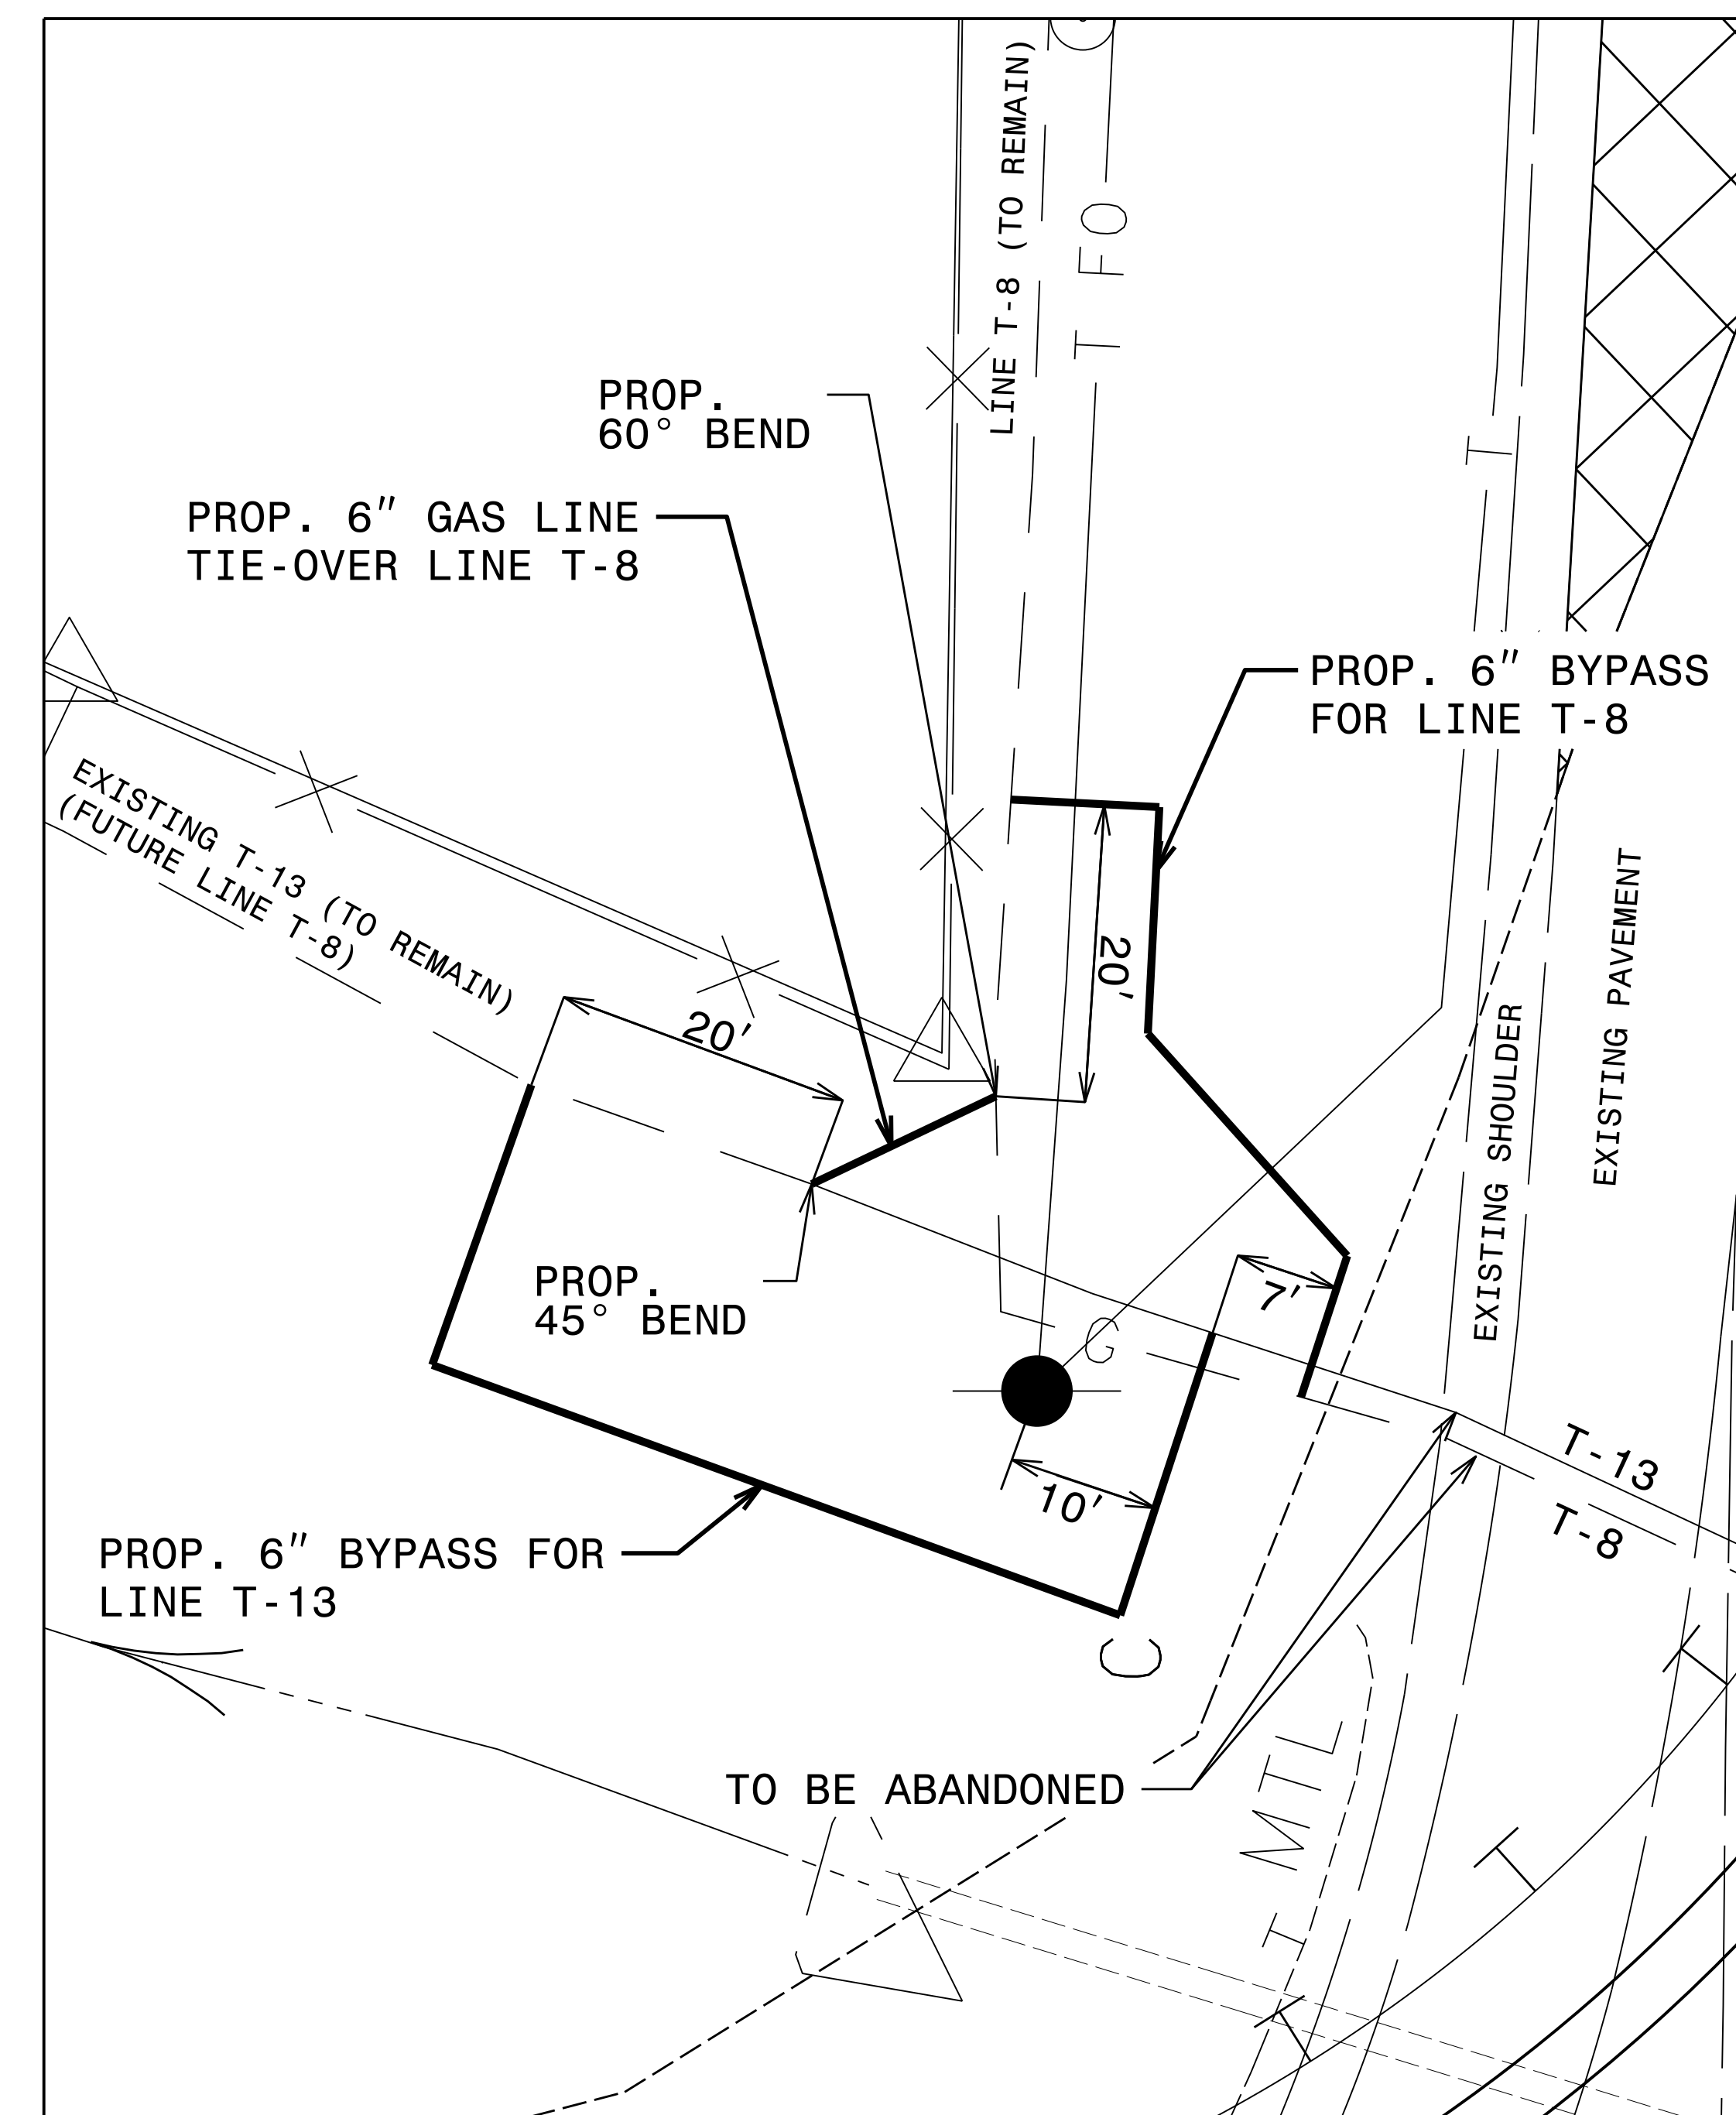 LINE T-8 (TO REMAIN)
T FO
T
PROP.
60° BEND
PROP. 6" GAS LINE
TIE-OVER LINE T-8
PROP. 6" BYPASS
FOR LINE T-8
EXISTING T-13 (TO REMAIN)
(FUTURE LINE T-8)
20'
20'
EXISTING SHOULDER
EXISTING PAVEMENT
PROP.
45° BEND
7'
G
10'
T-13
T-8
PROP. 6" BYPASS FOR
LINE T-13
TO BE ABANDONED